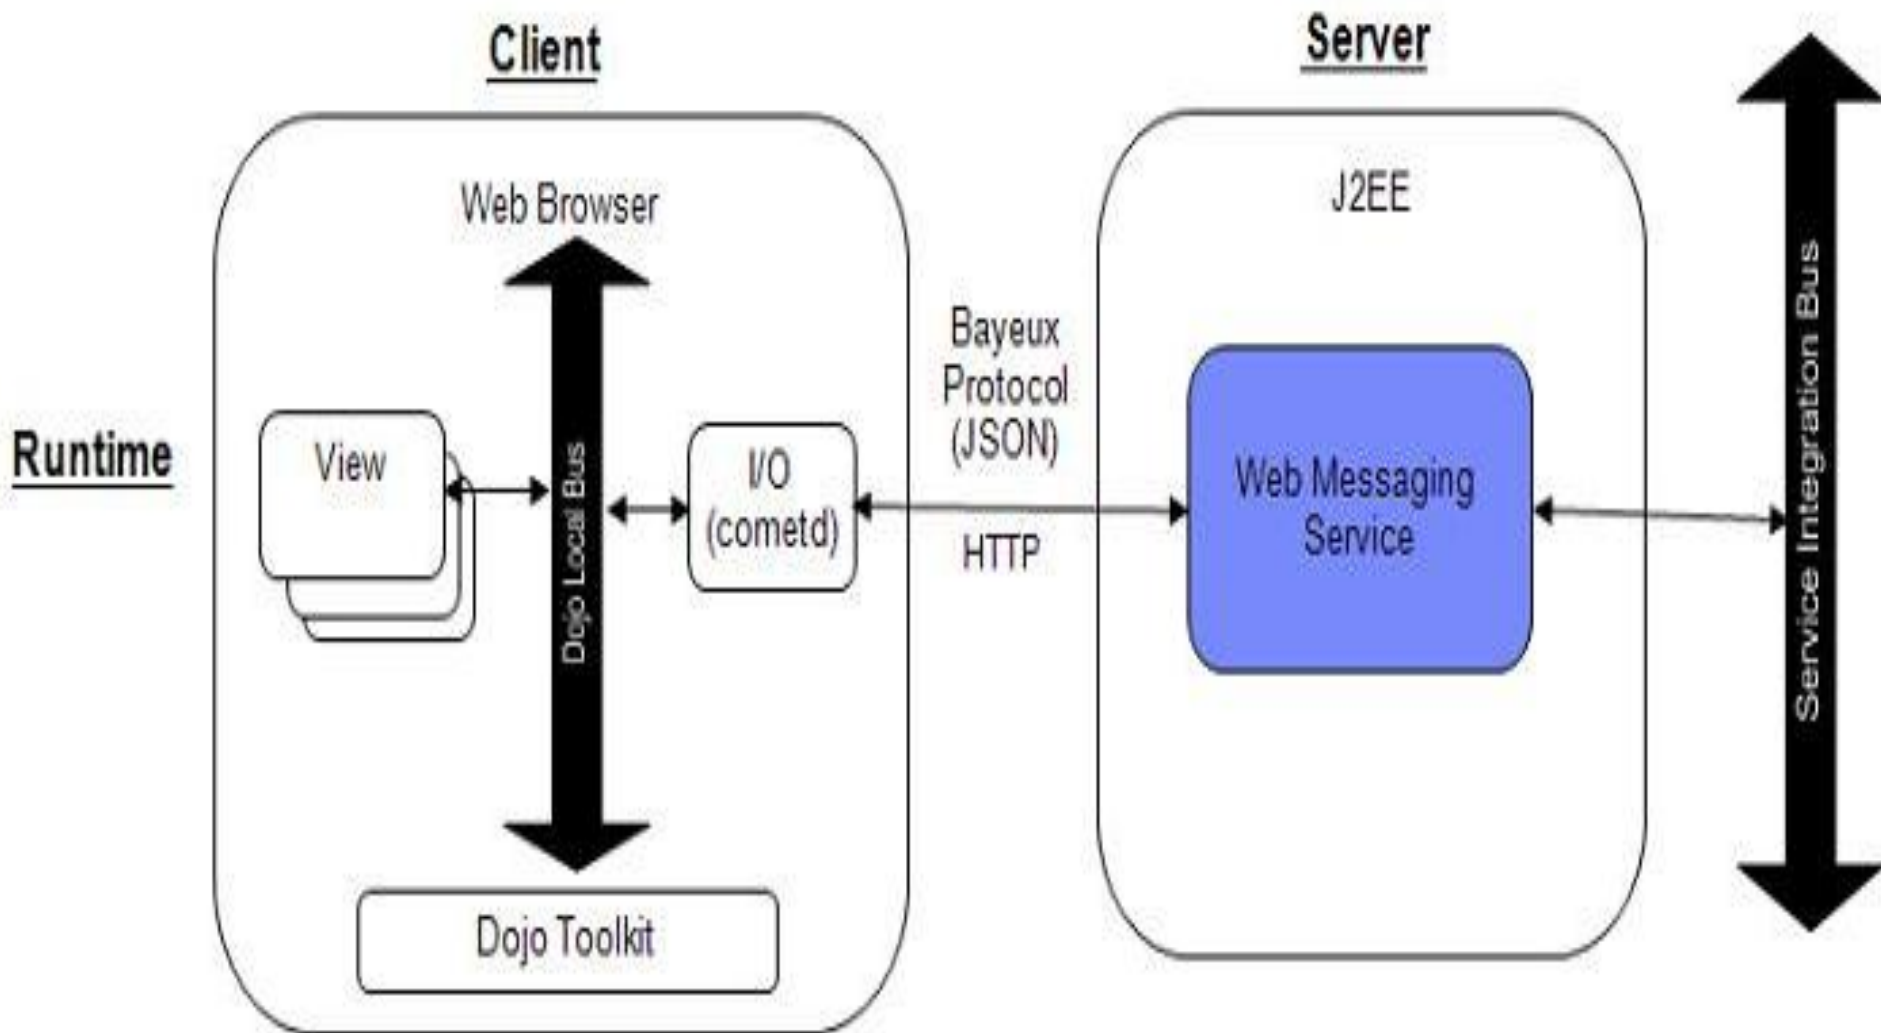 Client
Server
Web Browser
J2EE
Bayeux
Protocol
(JSON)
Runtime
View
Dojo Local Bus
I/O
(cometd)
HTTP
Web Messaging
Service
Service Integration Bus
Dojo Toolkit